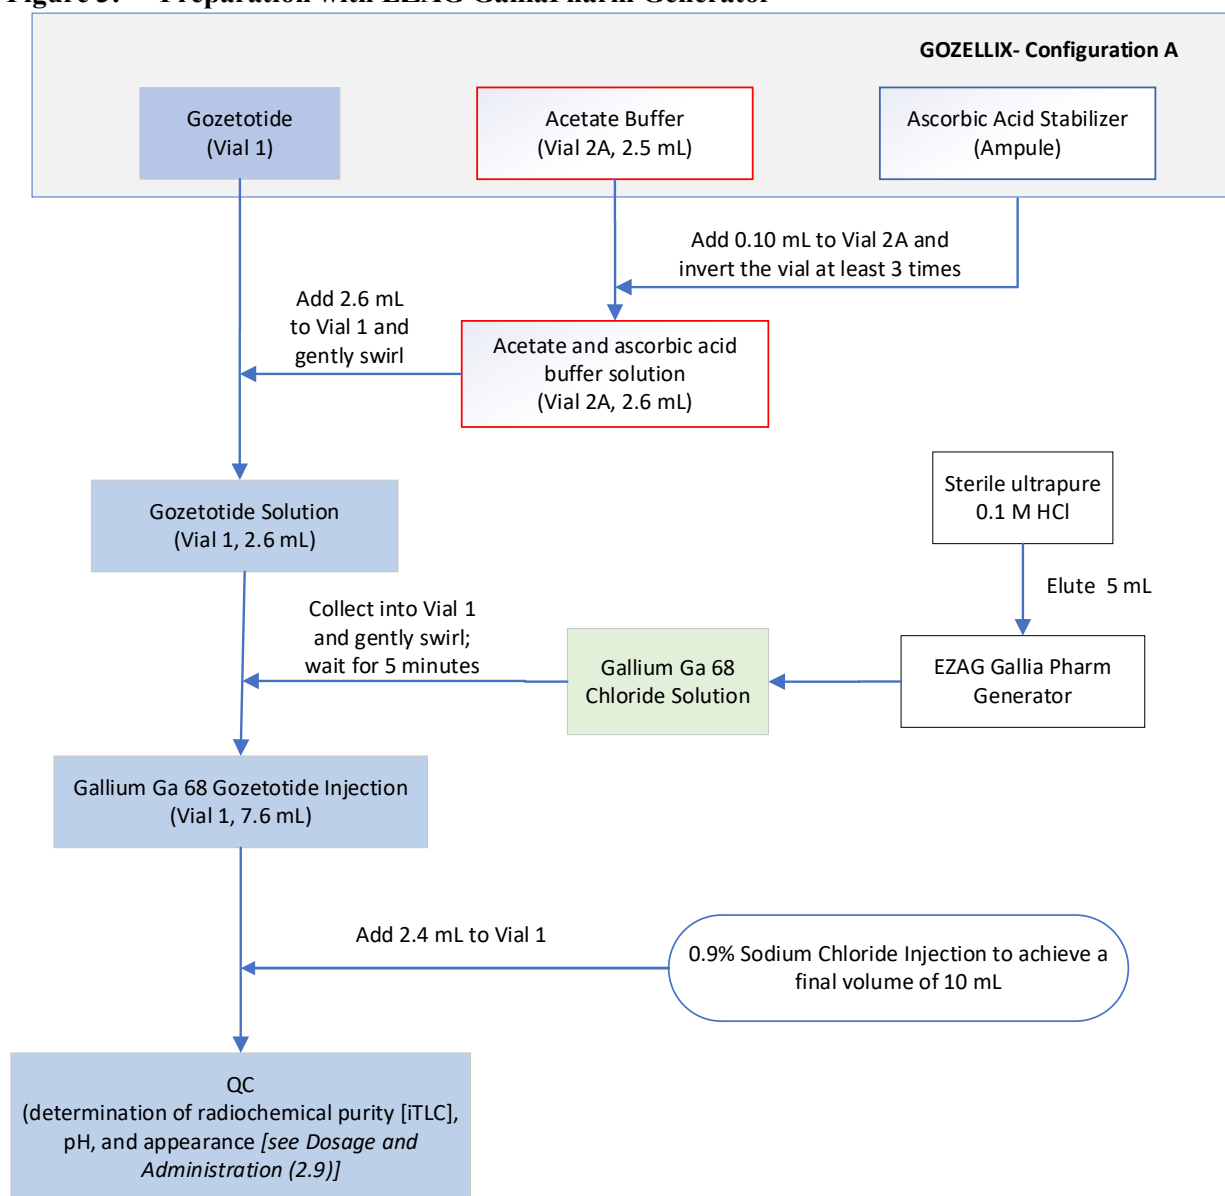 Preparation with EZAG GalliaPharm Generator
GOZELLIX- Configuration A
Gozetotide
(Vial 1)
Acetate Buffer
(Vial 2A, 2.5 mL)
Ascorbic Acid Stabilizer
(Ampule)
Add 0.10 mL to Vial 2A and
invert the vial at least 3 times
Add 2.6 mL
to Vial 1 and
gently swirl
Acetate and ascorbic acid
buffer solution
(Vial 2A, 2.6 mL)
Gozetotide Solution
(Vial 1, 2.6 mL)
Sterile ultrapure
0.1 M HCl
Elute 5 mL
Collect into Vial 1
and gently swirl;
wait for 5 minutes
Gallium Ga 68
Chloride Solution
EZAG Gallia Pharm
Generator
Gallium Ga 68 Gozetotide Injection
(Vial 1, 7.6 mL)
Add 2.4 mL to Vial 1
0.9% Sodium Chloride Injection to achieve a
final volume of 10 mL
QC
(determination of radiochemical purity [iTLC],
pH, and appearance [see Dosage and
Administration (2.9)]